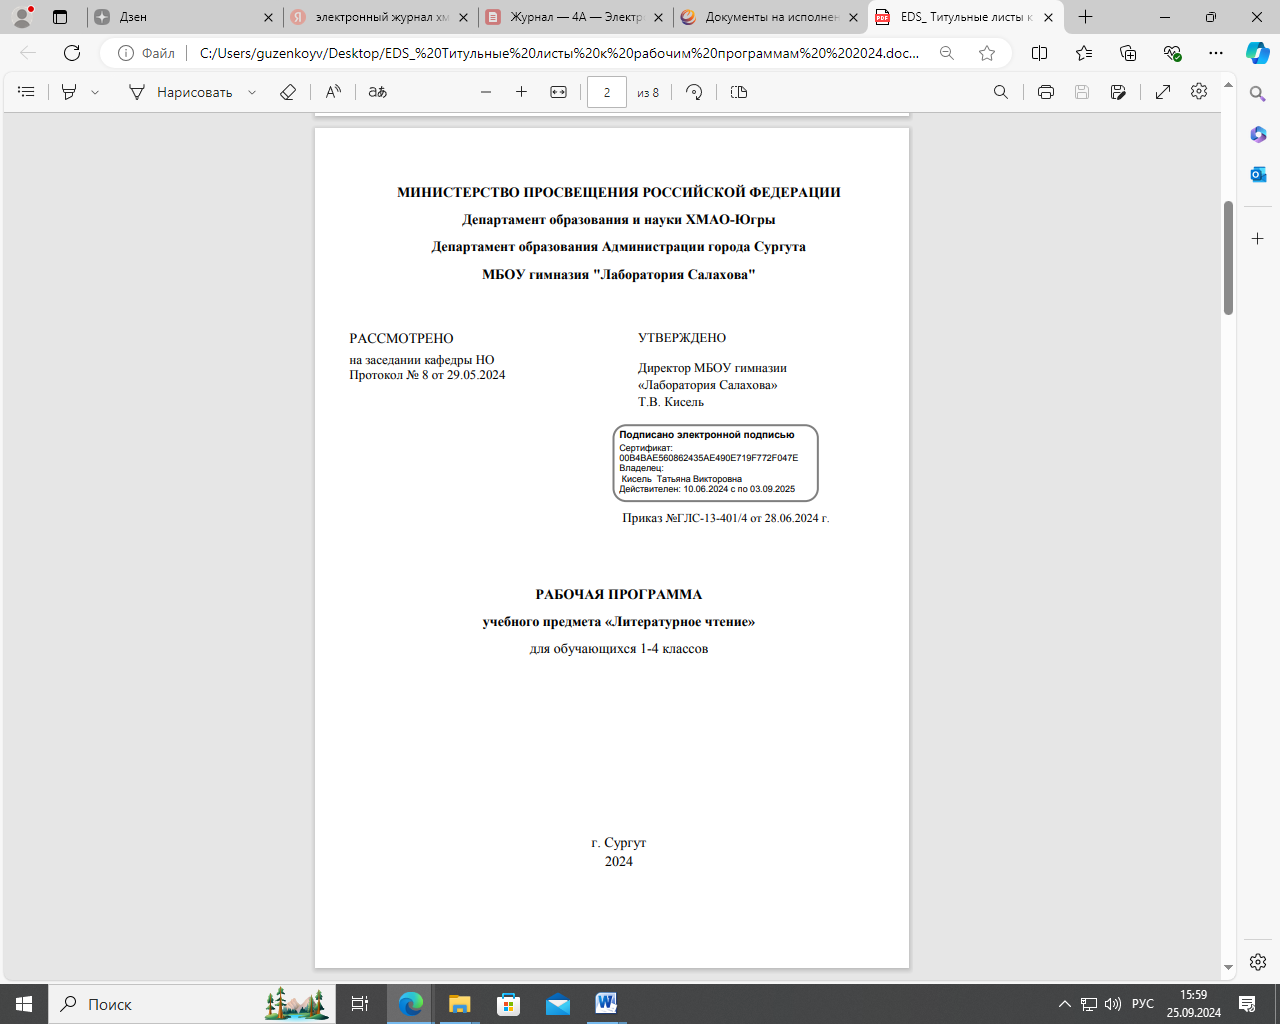 Дзен
электронный журнал хм
Журнал — 4А — Электр
Документы на исполнен
EDS_ Титульные листы к
Файл
C:/Users/guzenkoyv/Desktop/EDS_%20Титульные%20листы%20к%20рабочим%20программам%20%202024.doc...
Нарисовать
2
из 8
МИНИСТЕРСТВО ПРОСВЕЩЕНИЯ РОССИЙСКОЙ ФЕДЕРАЦИИ
Департамент образования и науки ХМАО-Югры
Департамент образования Администрации города Сургута
МБОУ гимназия "Лаборатория Салахова"
РАССМОТРЕНО
на заседании кафедры НО
Протокол № 8 от 29.05.2024
УТВЕРЖДЕНО
Директор МБОУ гимназии
«Лаборатория Салахова»
Т.В. Кисель
Подписано электронной подписью
Сертификат:
00B4BAE560862435AE490E719F772F047E
Владелец:
Кисель Татьяна Викторовна
Действителен: 10.06.2024 с по 03.09.2025
Приказ №ГЛС-13-401/4 от 28.06.2024 г.
РАБОЧАЯ ПРОГРАММА
учебного предмета «Литературное чтение»
для обучающихся 1-4 классов
г. Сургут
2024
Поиск
РУС
15:59
25.09.2024